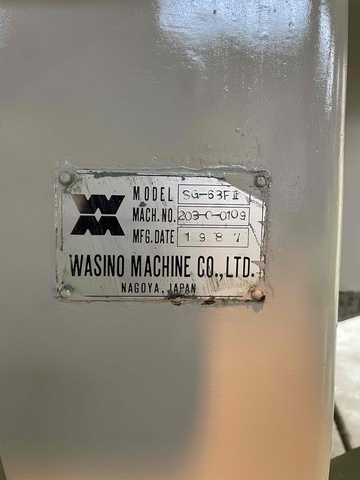 MODEL SG-63FⅡ
MACH.NO. 203-C-0109
MFG.DATE 1987
WASINO MACHINE CO.,LTD.
NAGOYA, JAPAN